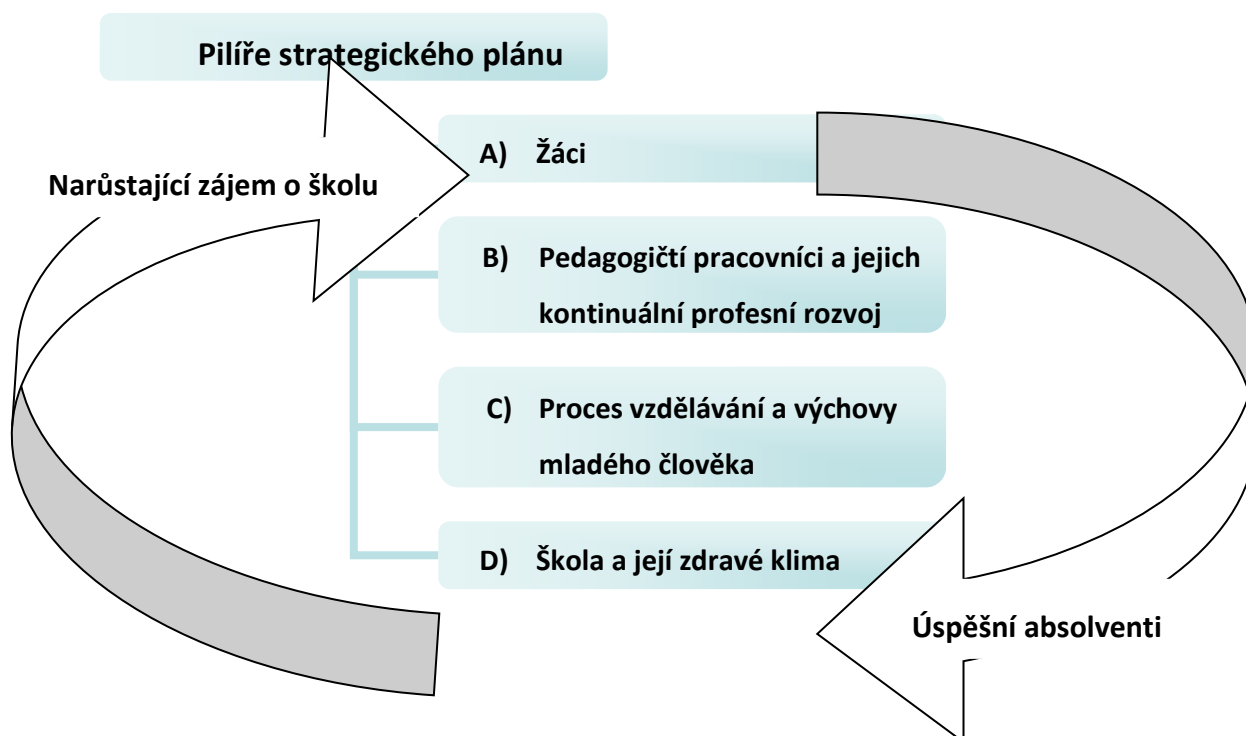 Pilíře strategického plánu
A) Žáci
Narůstající zájem o školu
B) Pedagogičtí pracovníci a jejich
kontinuální profesní rozvoj
C) Proces vzdělávání a výchovy
mladého člověka
D) Škola a její zdravé klima
Úspěšní absolventi